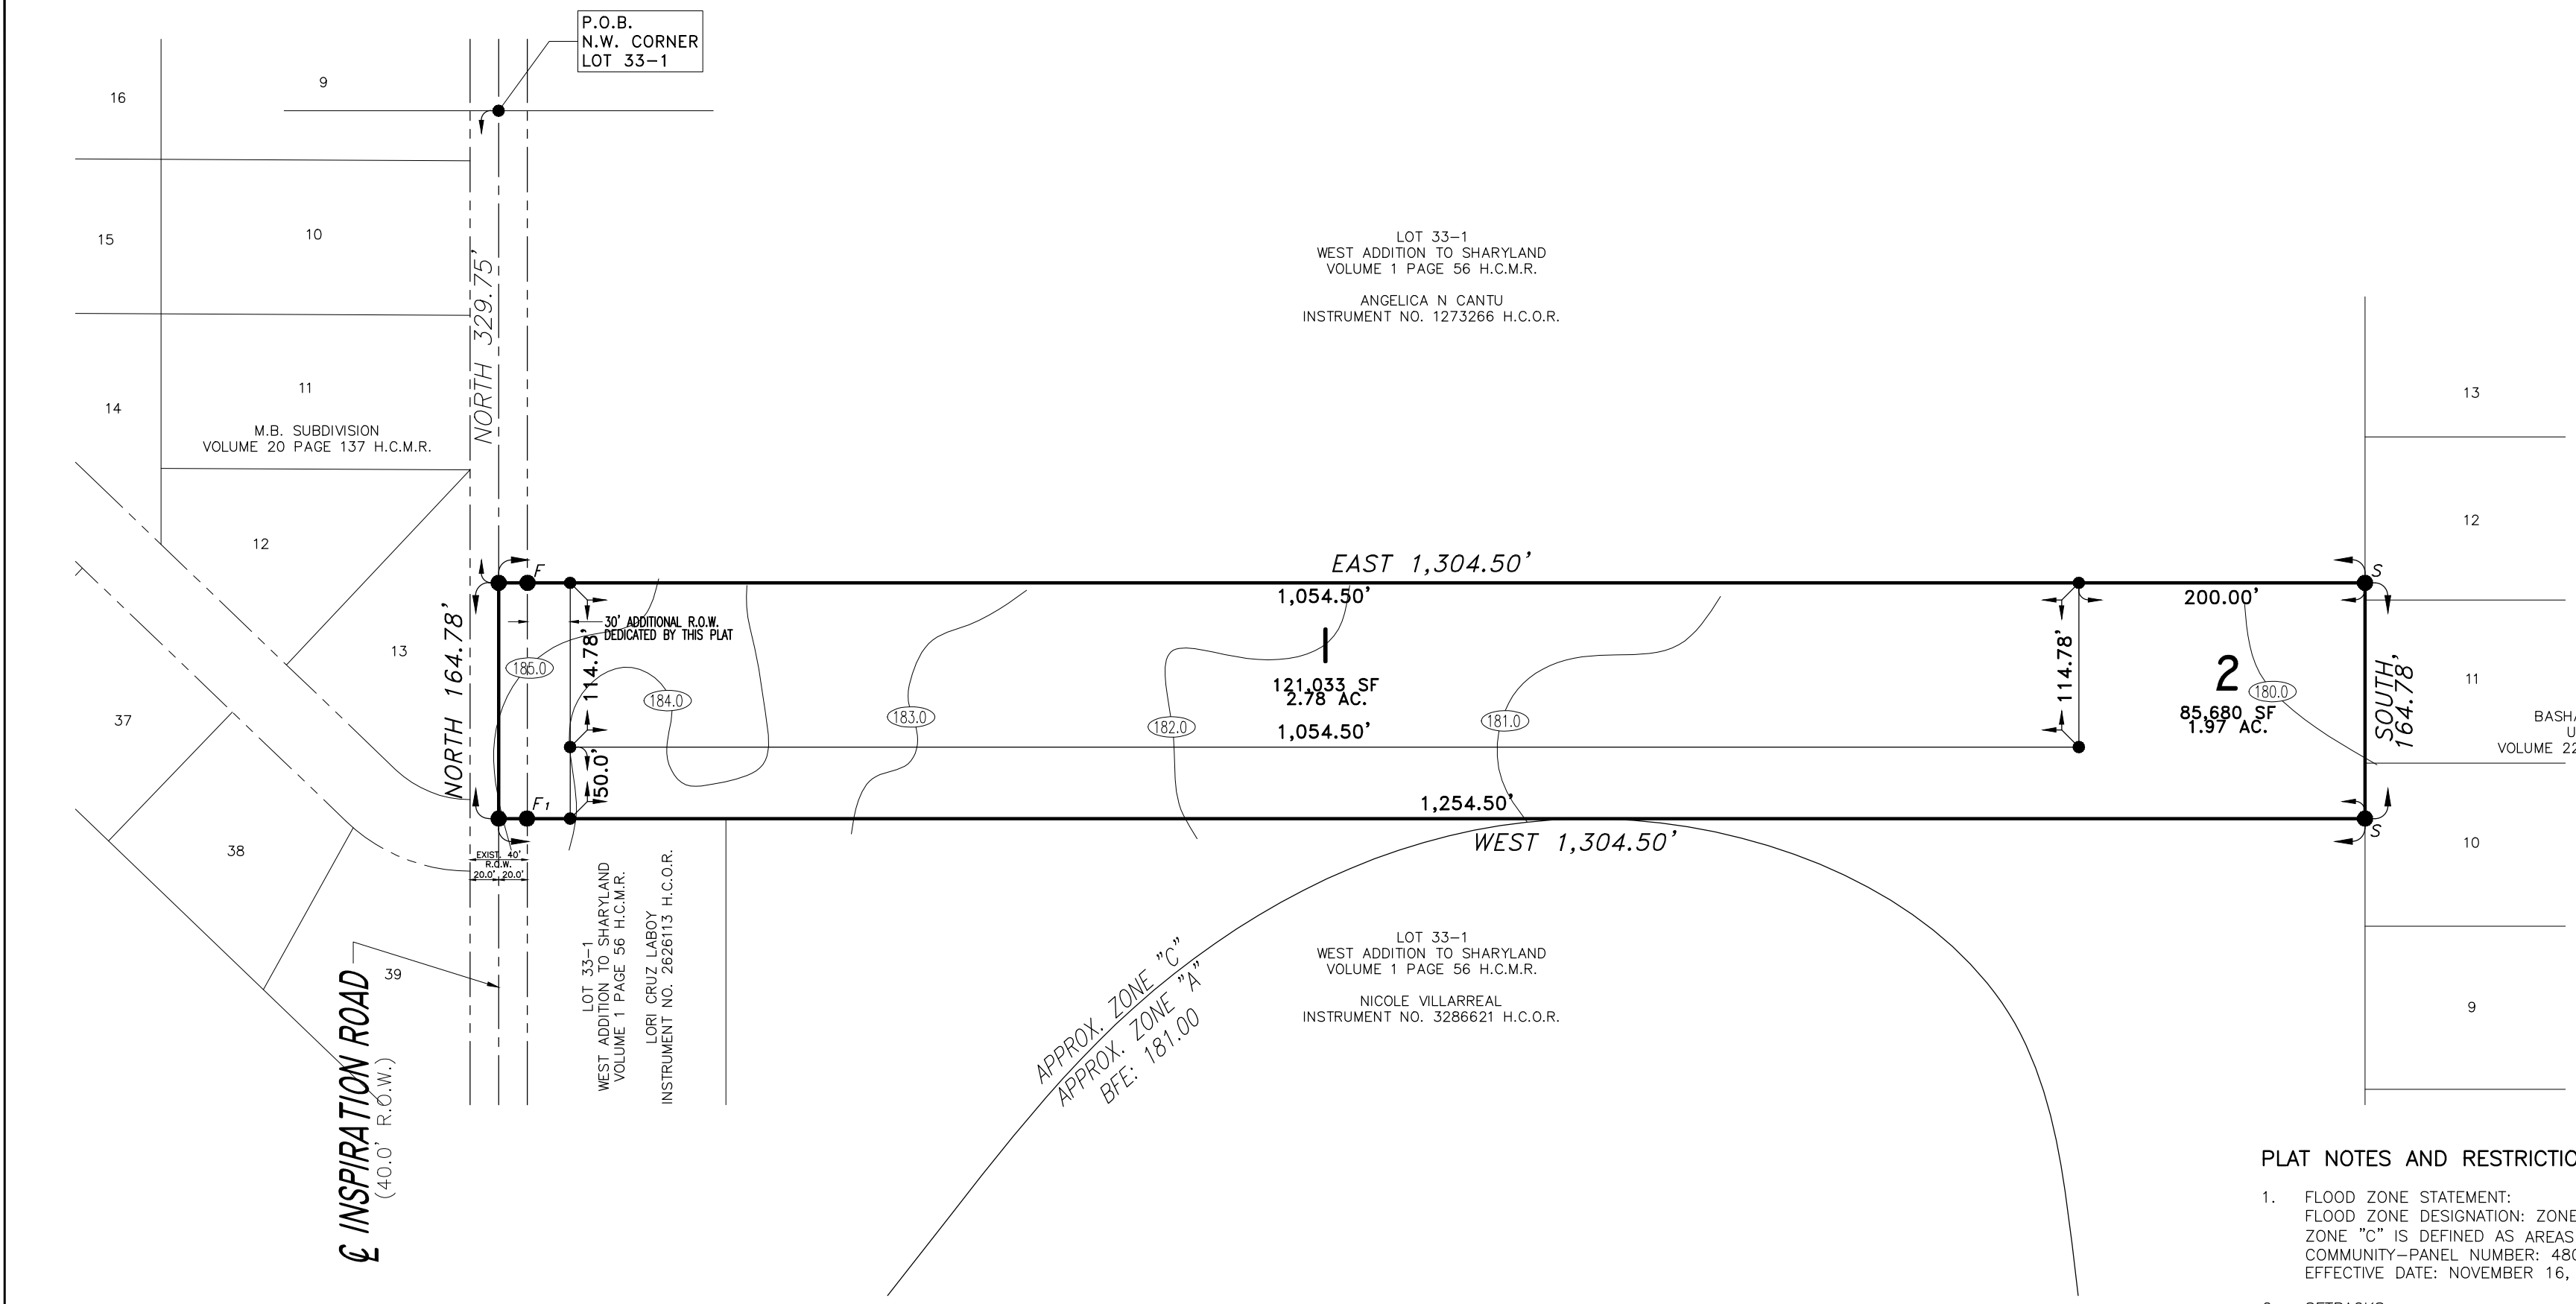 P.O.B.
N.W. CORNER
LOT 33-1
9
16
10
15
11
14
M.B. SUBDIVISION
VOLUME 20 PAGE 137 H.C.M.R.
12
13
37
38
39
NORTH 329.75'
NORTH 164.78'
LOT 33-1
WEST ADDITION TO SHARYLAND
VOLUME 1 PAGE 56 H.C.M.R.
ANGELICA N CANTU
INSTRUMENT NO. 1273266 H.C.O.R.
EAST 1,304.50'
F
S
1,054.50'
200.00'
30' ADDITIONAL R.O.W.
DEDICATED BY THIS PLAT
114.78'
185.0
184.0
183.0
182.0
181.0
180.0
1
121,033 SF
2.78 AC.
1,054.50'
114.78'
2
85,680 SF
1.97 AC.
SOUTH
164.78'
50.0'
F1
1,254.50'
WEST 1,304.50'
S
EXIST. 40'
R.O.W.
20.0' 20.0'
13
12
11
BASHA
U
VOLUME 22
10
9
LOT 33-1
WEST ADDITION TO SHARYLAND
VOLUME 1 PAGE 56 H.C.M.R.
LORI CRUZ LABOY
INSTRUMENT NO. 2626113 H.C.O.R.
APPROX. ZONE "C"
APPROX. ZONE "A"
BFE: 181.00
LOT 33-1
WEST ADDITION TO SHARYLAND
VOLUME 1 PAGE 56 H.C.M.R.
NICOLE VILLARREAL
INSTRUMENT NO. 3286621 H.C.O.R.
℄ INSPIRATION ROAD
(40.0' R.O.W.)
PLAT NOTES AND RESTRICTIO
1. FLOOD ZONE STATEMENT:
FLOOD ZONE DESIGNATION: ZONE
ZONE "C" IS DEFINED AS AREAS
COMMUNITY-PANEL NUMBER: 480
EFFECTIVE DATE: NOVEMBER 16,